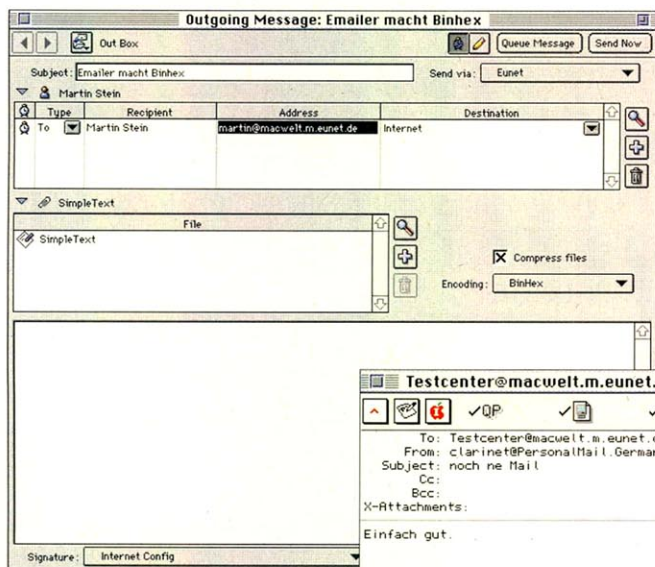 Outgoing Message: Emailer macht Binhex
Out Box
Queue Message
Send Now
Subject: Emailer macht Binhex
Send via: Eunet
Martin Stein
Type Recipient Address Destination
To Martin Stein martin@macwelt.m.eunet.de Internet
SimpleText
File
SimpleText
Compress files
Encoding: BinHex
Signature: Internet Config
Testcenter@macwelt.m.eunet.
QP
To: Testcenter@macwelt.m.eunet.
From: clarinet@PersonalMail.German
Subject: noch ne Mail
Cc:
Bcc:
X-Attachments:
Einfach gut.